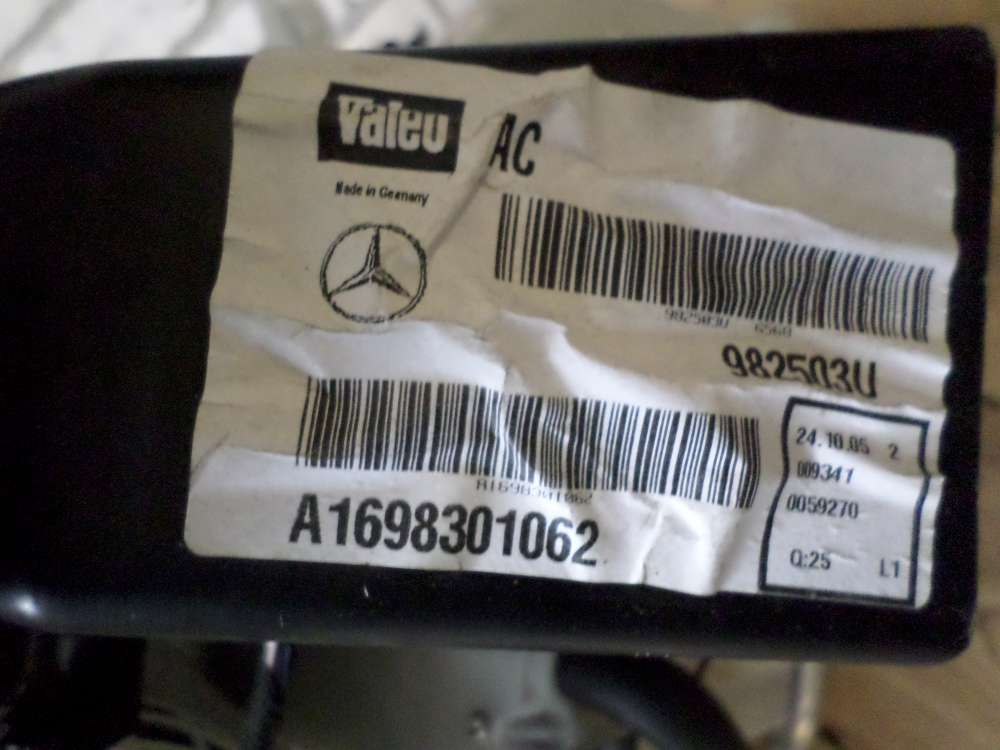 Valeo
AC
Made in Germany
982503U
A1698301062
24.10.05 2
009341
0059270
Q:25 L1